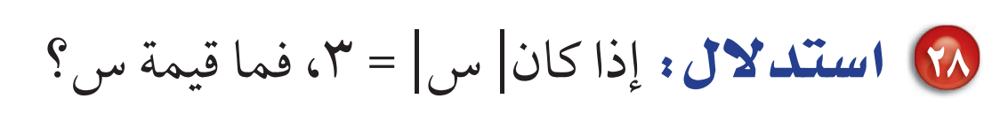 ٢٨ استدلال: إذا كان |س| = ٣، فما قيمة س؟